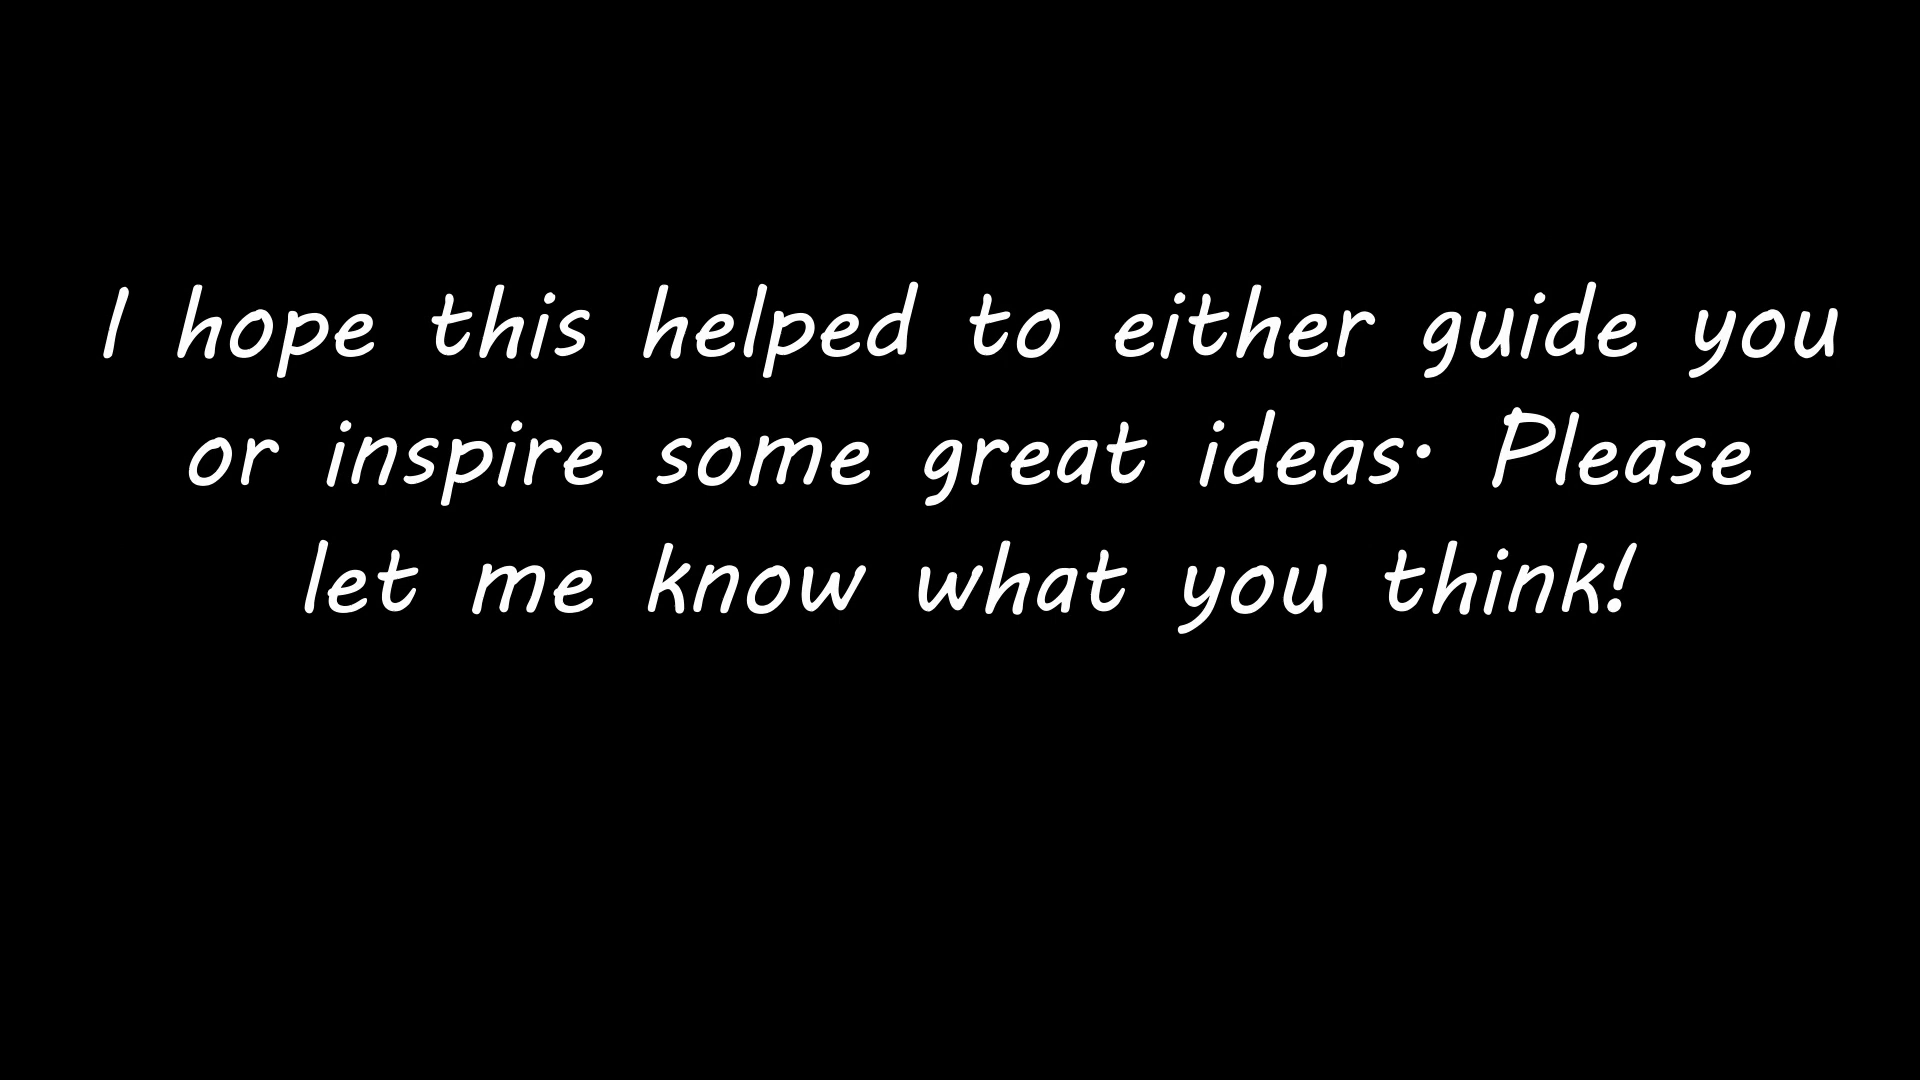 I hope this helped to either guide you
or inspire some great ideas. Please
let me know what you think!